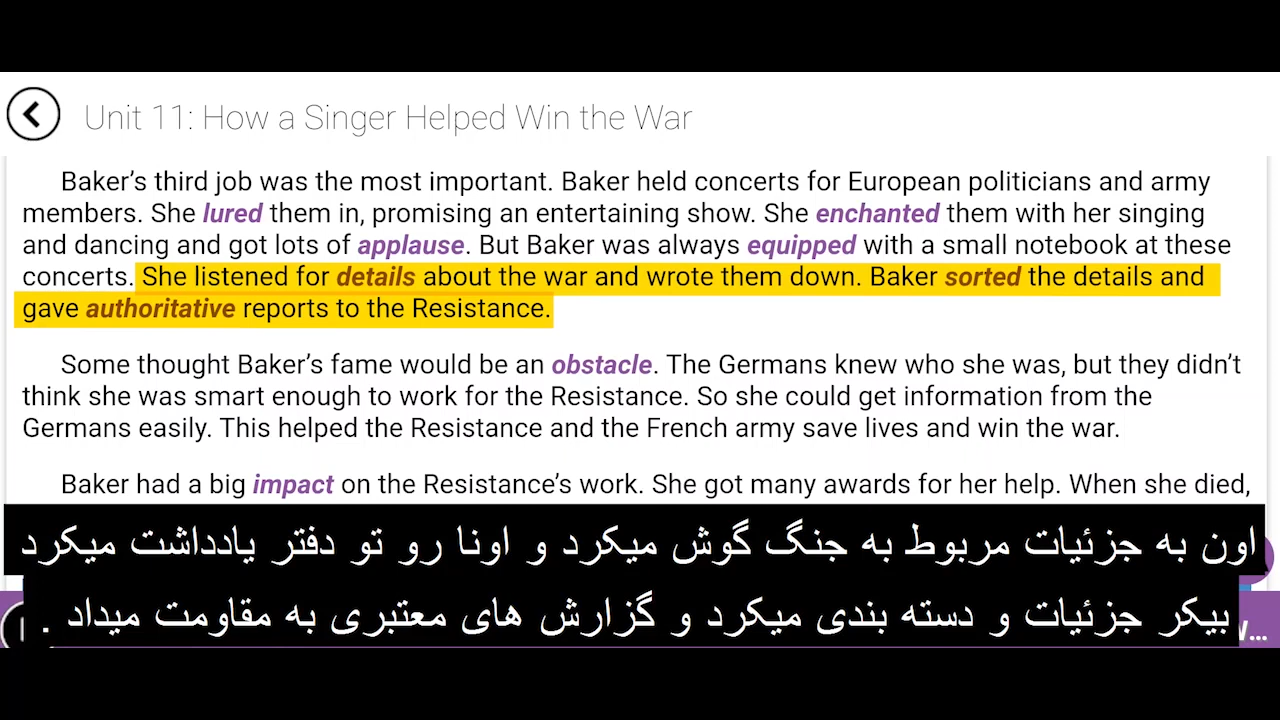 Unit 11: How a Singer Helped Win the War
Baker’s third job was the most important. Baker held concerts for European politicians and army
members. She lured them in, promising an entertaining show. She enchanted them with her singing
and dancing and got lots of applause. But Baker was always equipped with a small notebook at these
concerts. She listened for details about the war and wrote them down. Baker sorted the details and
gave authoritative reports to the Resistance.
Some thought Baker’s fame would be an obstacle. The Germans knew who she was, but they didn’t
think she was smart enough to work for the Resistance. So she could get information from the
Germans easily. This helped the Resistance and the French army save lives and win the war.
Baker had a big impact on the Resistance’s work. She got many awards for her help. When she died,
اون به جزئیات مربوط به جنگ گوش میکرد و اونا رو تو دفتر یادداشت میکرد
بیکر جزئیات و دسته بندی میکرد و گزارش های معتبری به مقاومت میداد .